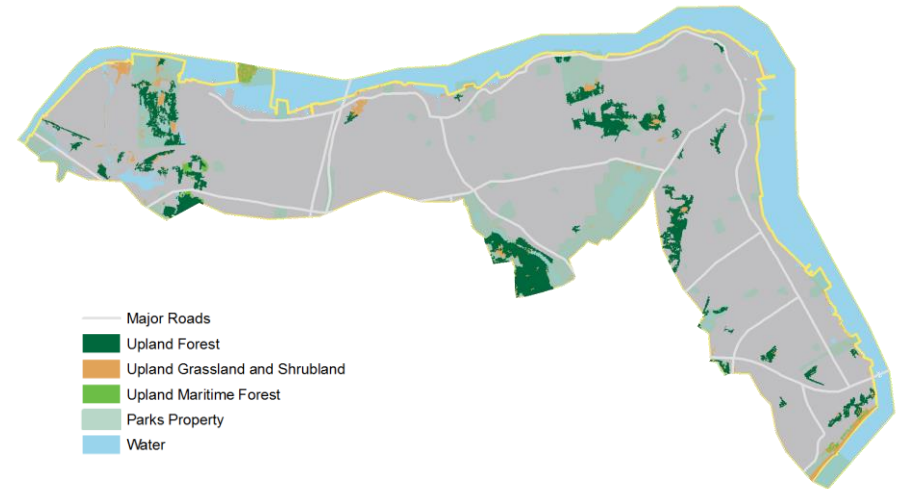 Major Roads
Upland Forest
Upland Grassland and Shrubland
Upland Maritime Forest
Parks Property
Water